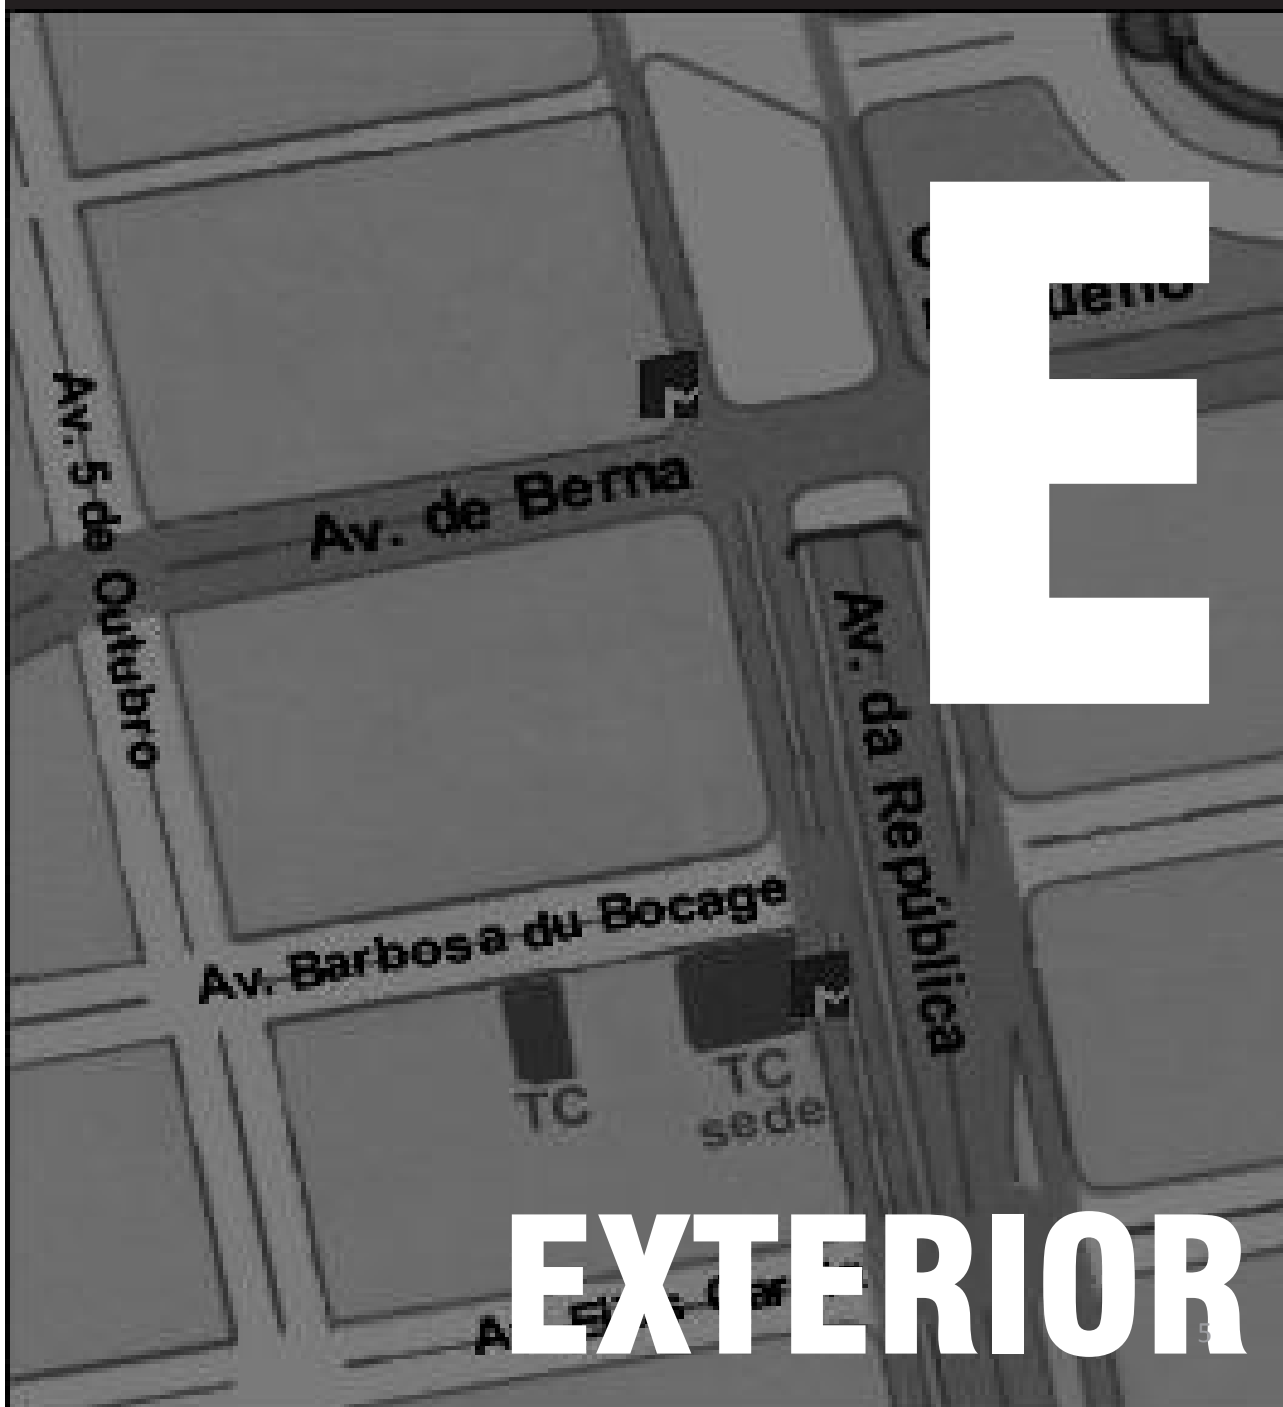 E
Av. 5 de Outubro
Av. de Berna
Av. da República
Av. Barbosa du Bocage
TC
TC
sede
EXTERIOR
5